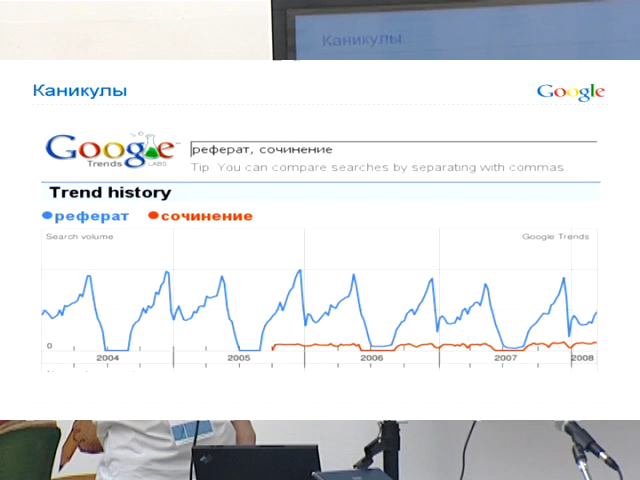 Каникулы
Каникулы
Google
Google
Trends LABS
реферат, сочинение
Tip: You can compare searches by separating with commas.
Trend history
реферат сочинение
Search volume
Google Trends
0
2004 2005 2006 2007 2008